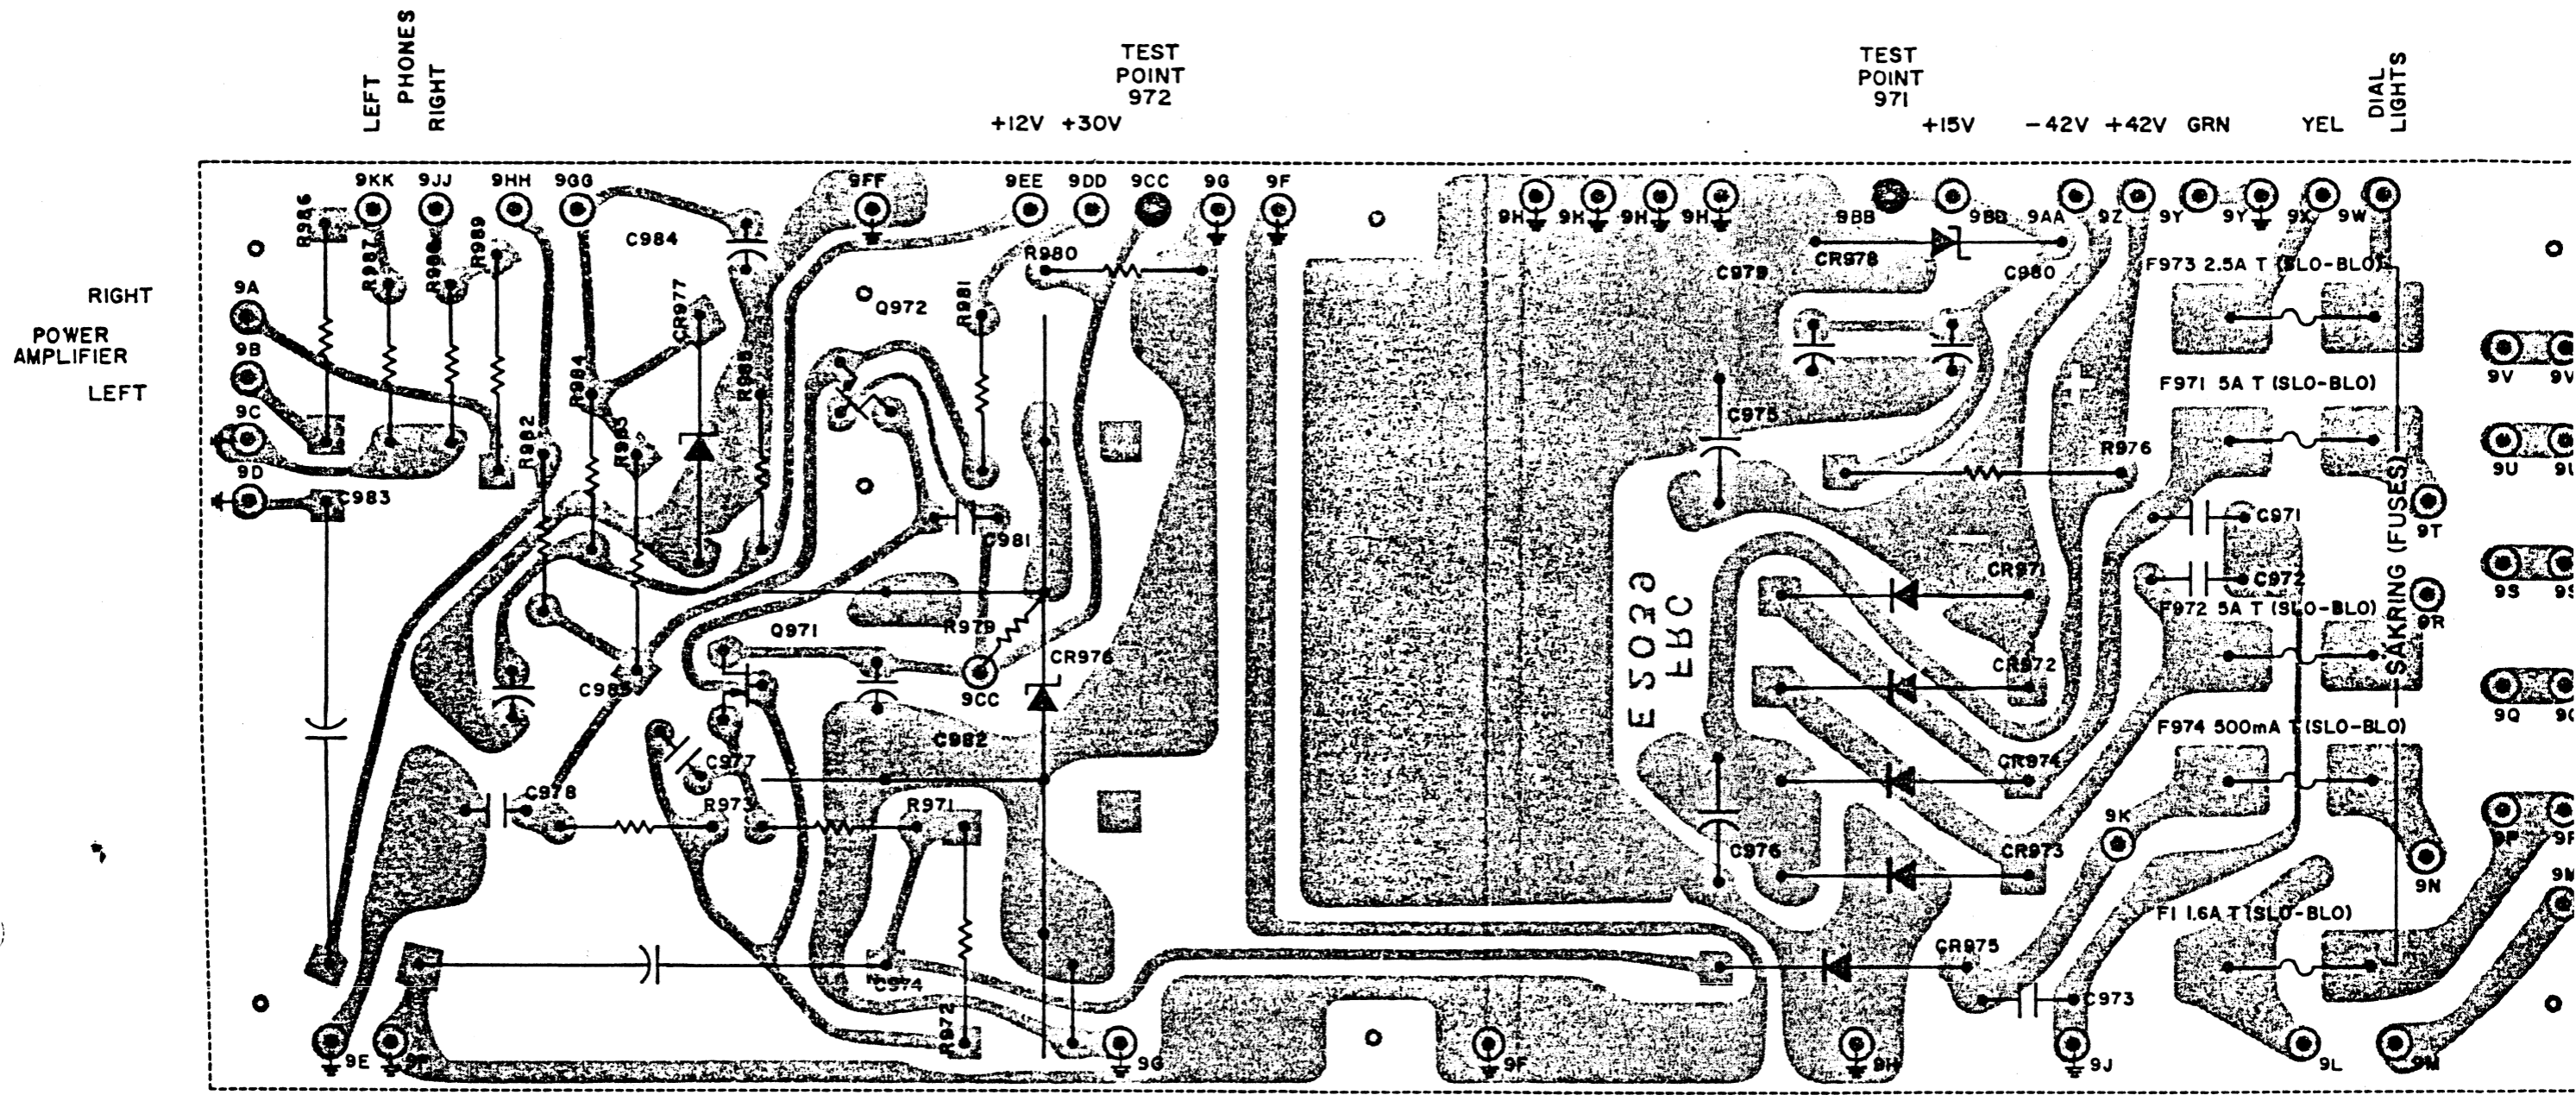 LEFT
PHONES
RIGHT
TEST
POINT
972
+12V +30V
TEST
POINT
971
+15V -42V +42V GRN YEL
DIAL
LIGHTS
9KK 9JJ 9HH 9GG 9FF 9EE 9DD 9CC 9G 9F
9H 9H 9H 9H 9BB 9BB 9AA 9Z 9Y 9Y 9X 9W
R986
R987
R989
C984
R980
CR978
C979
C980
F973 2.5A T (SLO-BLO)
RIGHT
POWER
AMPLIFIER
LEFT
9A
9B
9C
9D
CR977
Q972
R981
9V 9V
F971 5A T (SLO-BLO)
R984
R985
R982
R983
C975
R976
9U
C983
C981
C971
9T
SAKRING (FUSES)
CR971
C972
9S
F972 5A T (SLO-BLO)
9R
E2039
FRC
Q971
R979
CR976
CR972
C985
9CC
9Q
C982
F974 500mA T (SLO-BLO)
C977
CR974
C978
R973
R971
9K
9P
C976
CR973
9N
F1 1.6A T (SLO-BLO)
CR975
C974
C973
R972
9E 9G 9F 9H 9J 9L 9M